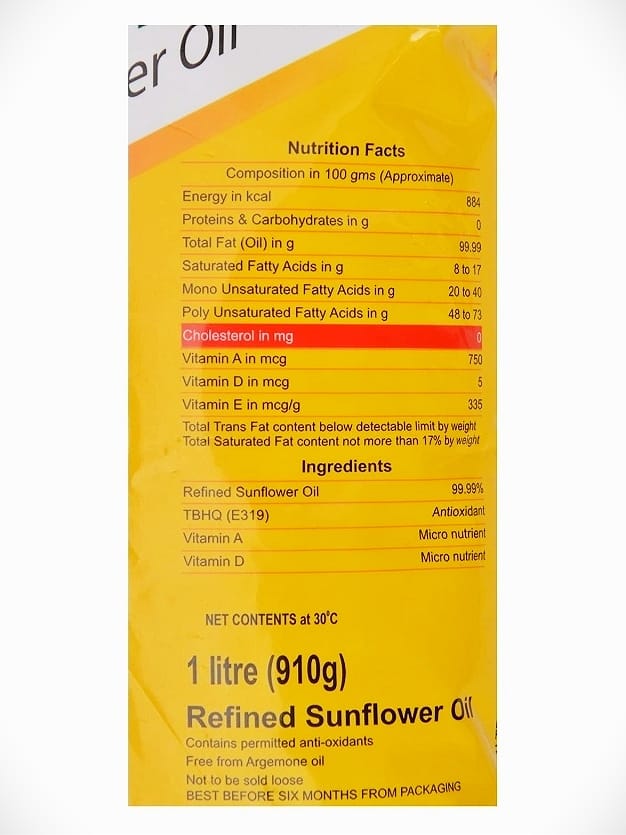 er Oil
Nutrition Facts
Composition in 100 gms (Approximate)
Energy in kcal 884
Proteins & Carbohydrates in g 0
Total Fat (Oil) in g 99.99
Saturated Fatty Acids in g 8 to 17
Mono Unsaturated Fatty Acids in g 20 to 40
Poly Unsaturated Fatty Acids in g 48 to 73
Cholesterol in mg 0
Vitamin A in mcg 750
Vitamin D in mcg 5
Vitamin E in mcg/g 335
Total Trans Fat content below detectable limit by weight
Total Saturated Fat content not more than 17% by weight
Ingredients
Refined Sunflower Oil 99.99%
TBHQ (E319) Antioxidant
Vitamin A Micro nutrient
Vitamin D Micro nutrient
NET CONTENTS at 30°C
1 litre (910g)
Refined Sunflower Oil
Contains permitted anti-oxidants
Free from Argemone oil
Not to be sold loose
BEST BEFORE SIX MONTHS FROM PACKAGING